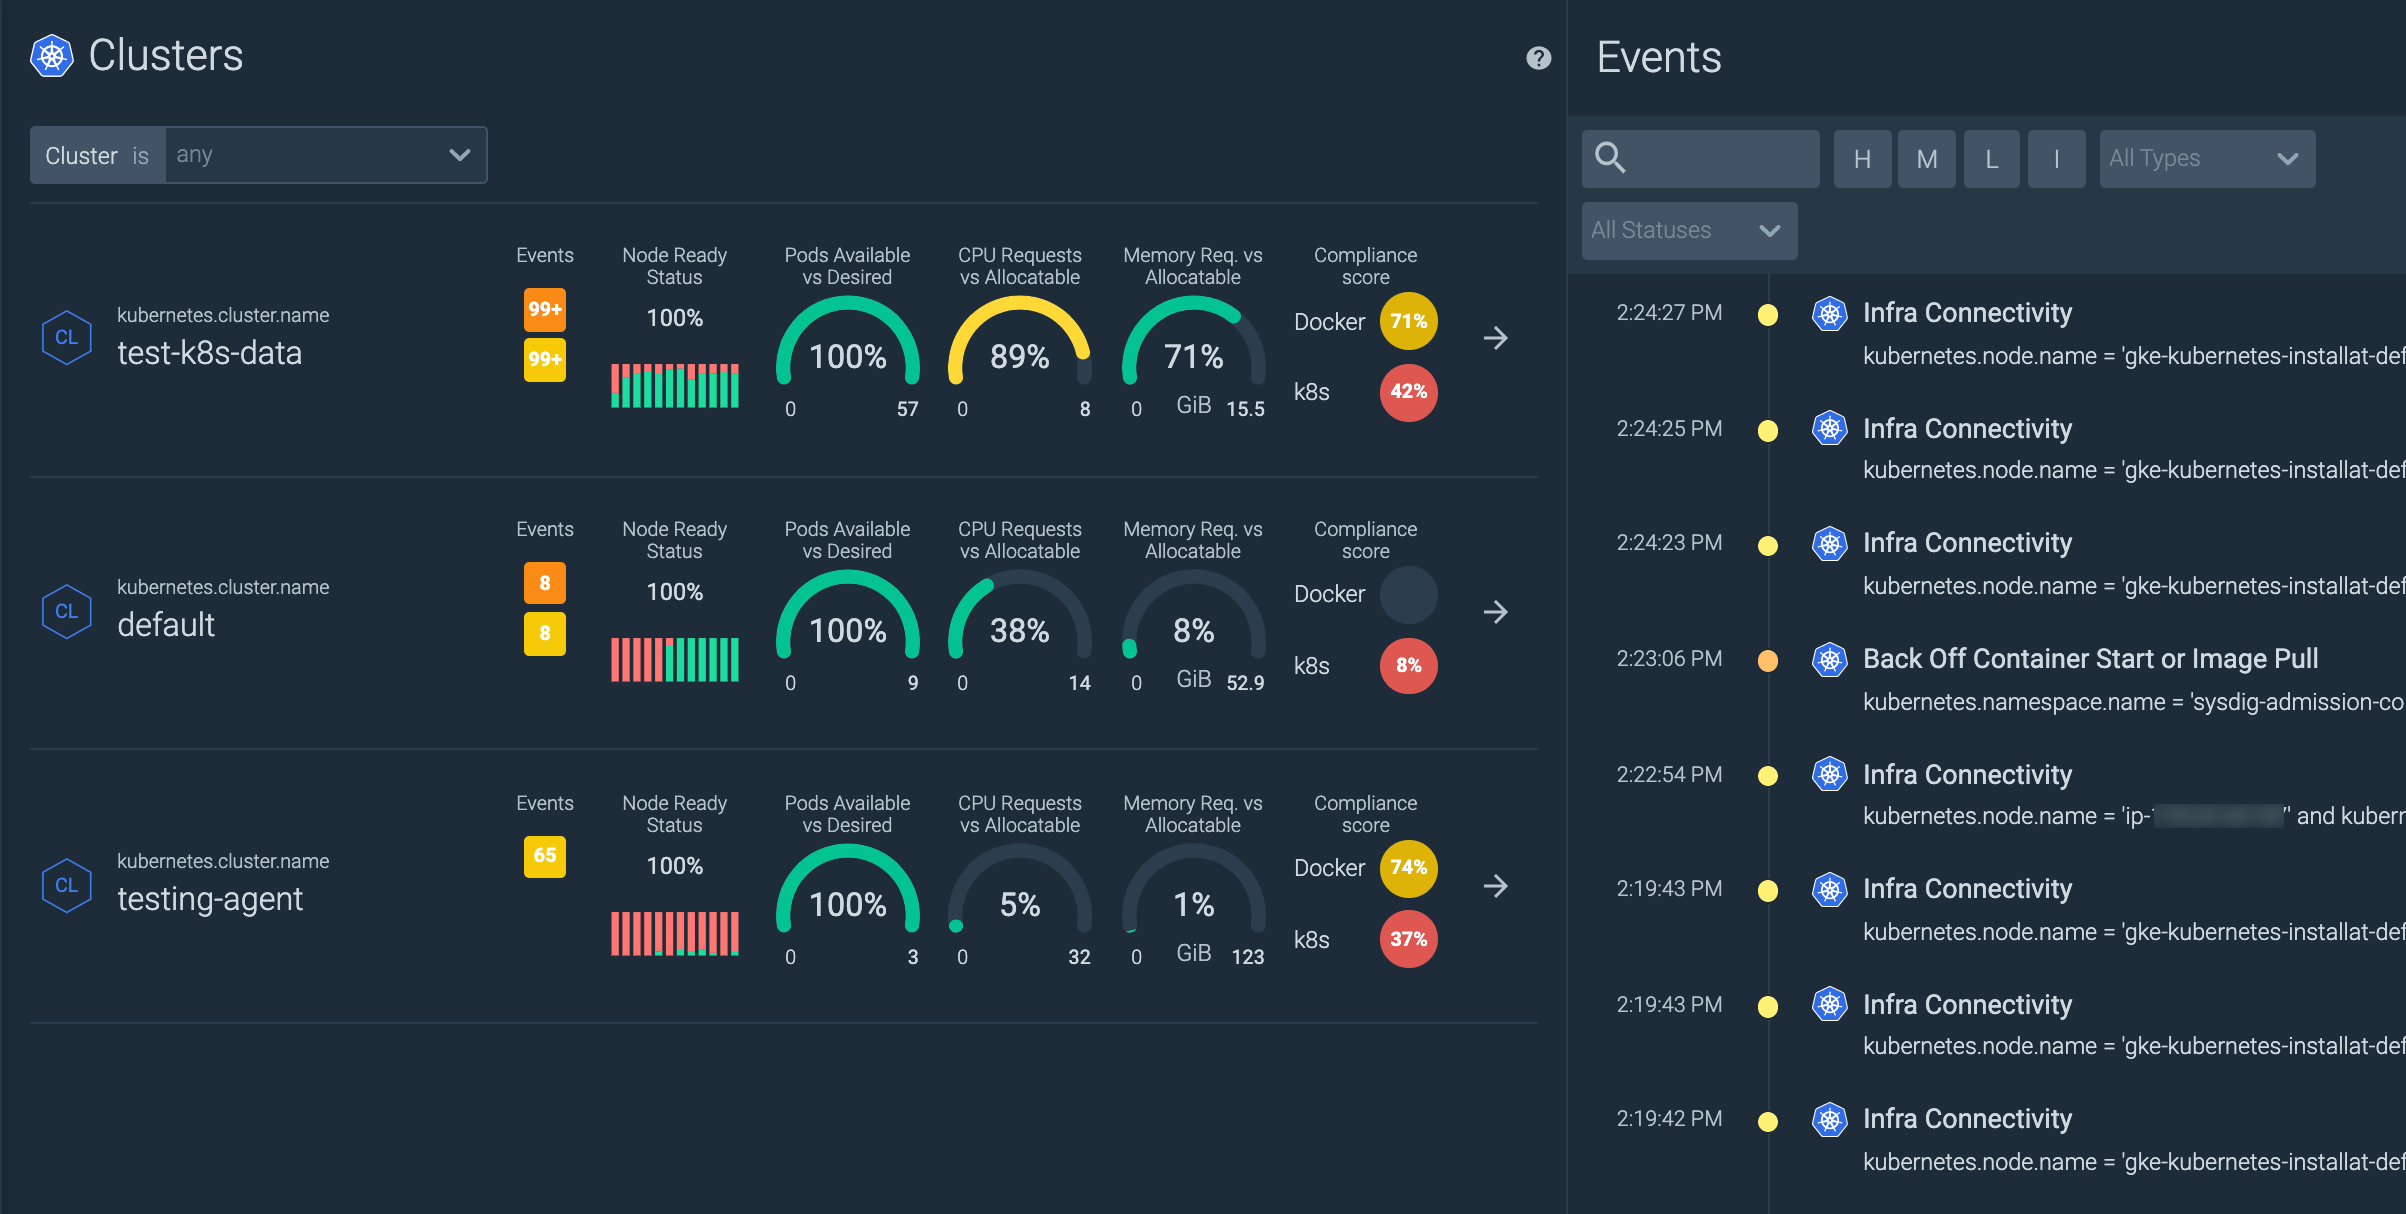 Clusters
?
Cluster is any
Events
Node Ready
Status
Pods Available
vs Desired
CPU Requests
vs Allocatable
Memory Req. vs
Allocatable
Compliance
score
CL
kubernetes.cluster.name
test-k8s-data
99+
99+
100%
100%
0 57
89%
0 8
71%
0 GiB 15.5
Docker 71%
k8s 42%
Events
Node Ready
Status
Pods Available
vs Desired
CPU Requests
vs Allocatable
Memory Req. vs
Allocatable
Compliance
score
CL
kubernetes.cluster.name
default
8
8
100%
100%
0 9
38%
0 14
8%
0 GiB 52.9
Docker
k8s 8%
Events
Node Ready
Status
Pods Available
vs Desired
CPU Requests
vs Allocatable
Memory Req. vs
Allocatable
Compliance
score
CL
kubernetes.cluster.name
testing-agent
65
100%
100%
0 3
5%
0 32
1%
0 GiB 123
Docker 74%
k8s 37%
Events
H M L I All Types
All Statuses
2:24:27 PM Infra Connectivity
kubernetes.node.name = 'gke-kubernetes-installat-def
2:24:25 PM Infra Connectivity
kubernetes.node.name = 'gke-kubernetes-installat-def
2:24:23 PM Infra Connectivity
kubernetes.node.name = 'gke-kubernetes-installat-def
2:23:06 PM Back Off Container Start or Image Pull
kubernetes.namespace.name = 'sysdig-admission-co
2:22:54 PM Infra Connectivity
kubernetes.node.name = 'ip- and kubern
2:19:43 PM Infra Connectivity
kubernetes.node.name = 'gke-kubernetes-installat-def
2:19:43 PM Infra Connectivity
kubernetes.node.name = 'gke-kubernetes-installat-def
2:19:42 PM Infra Connectivity
kubernetes.node.name = 'gke-kubernetes-installat-def